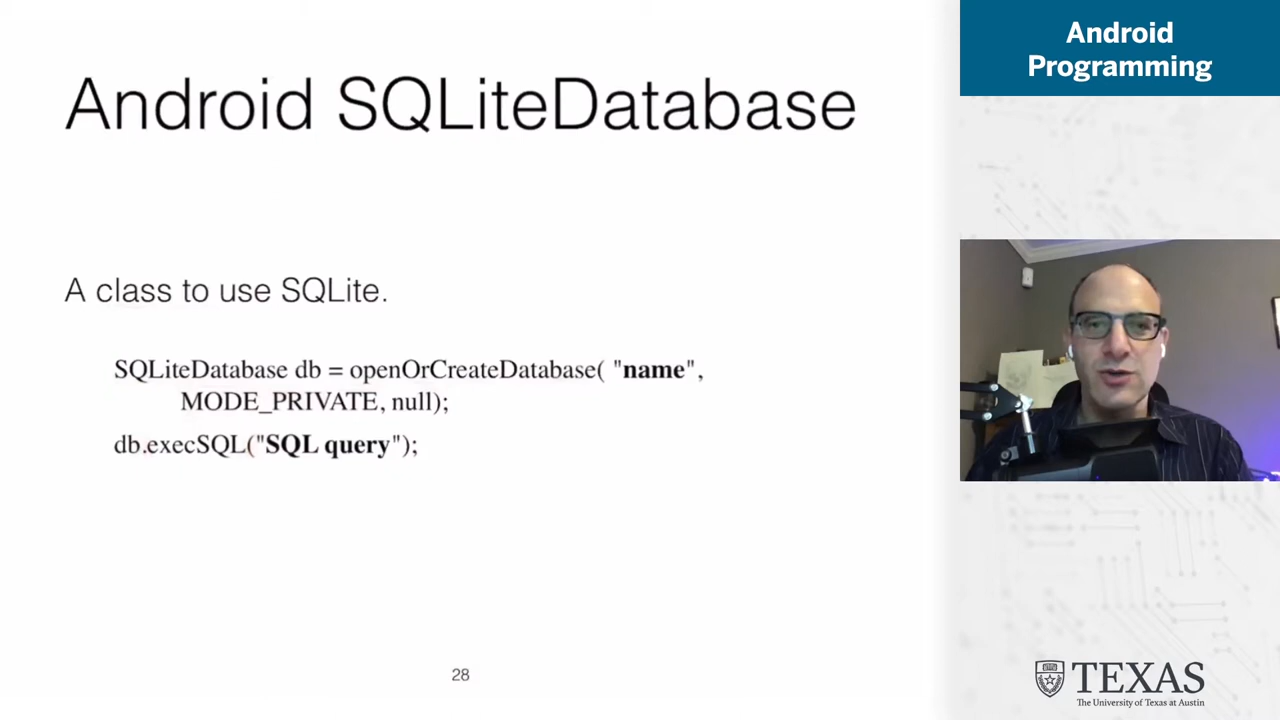 Android SQLiteDatabase
A class to use SQLite.
SQLiteDatabase db = openOrCreateDatabase( "name",
MODE_PRIVATE, null);
db.execSQL("SQL query");
28
Android
Programming
TEXAS
The University of Texas at Austin